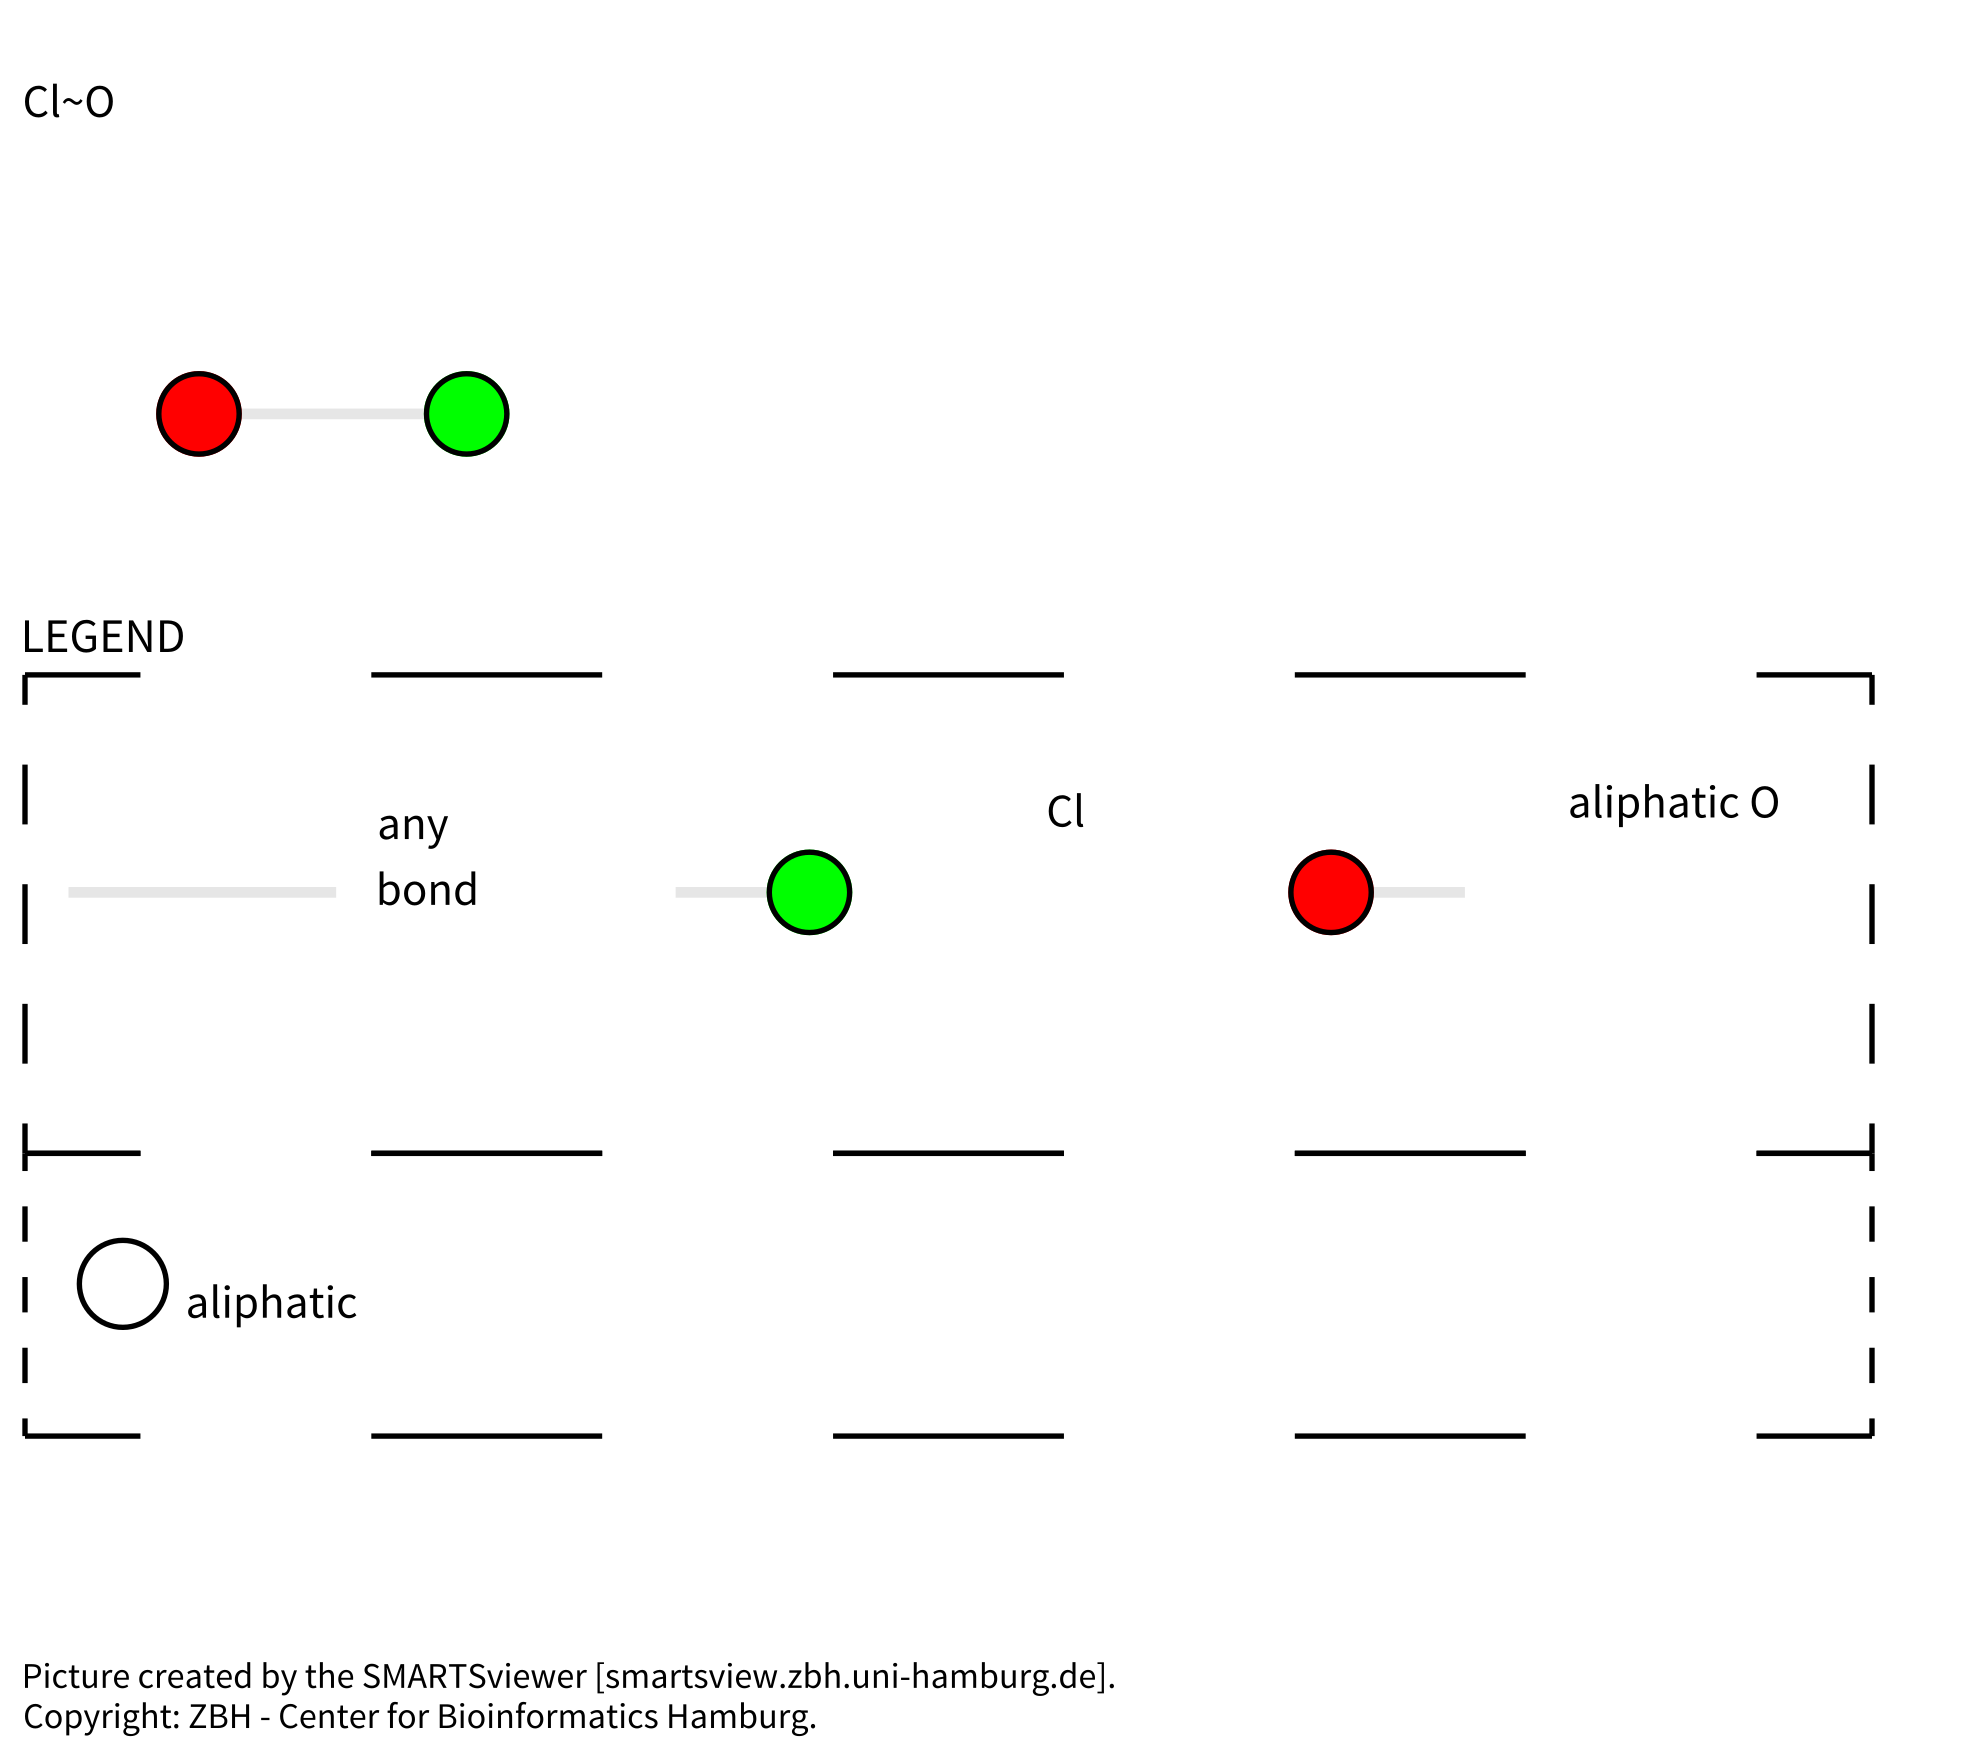 Cl~O
LEGEND
any
bond
Cl
aliphatic O
aliphatic
Picture created by the SMARTSviewer [smartsview.zbh.uni-hamburg.de].
Copyright: ZBH - Center for Bioinformatics Hamburg.